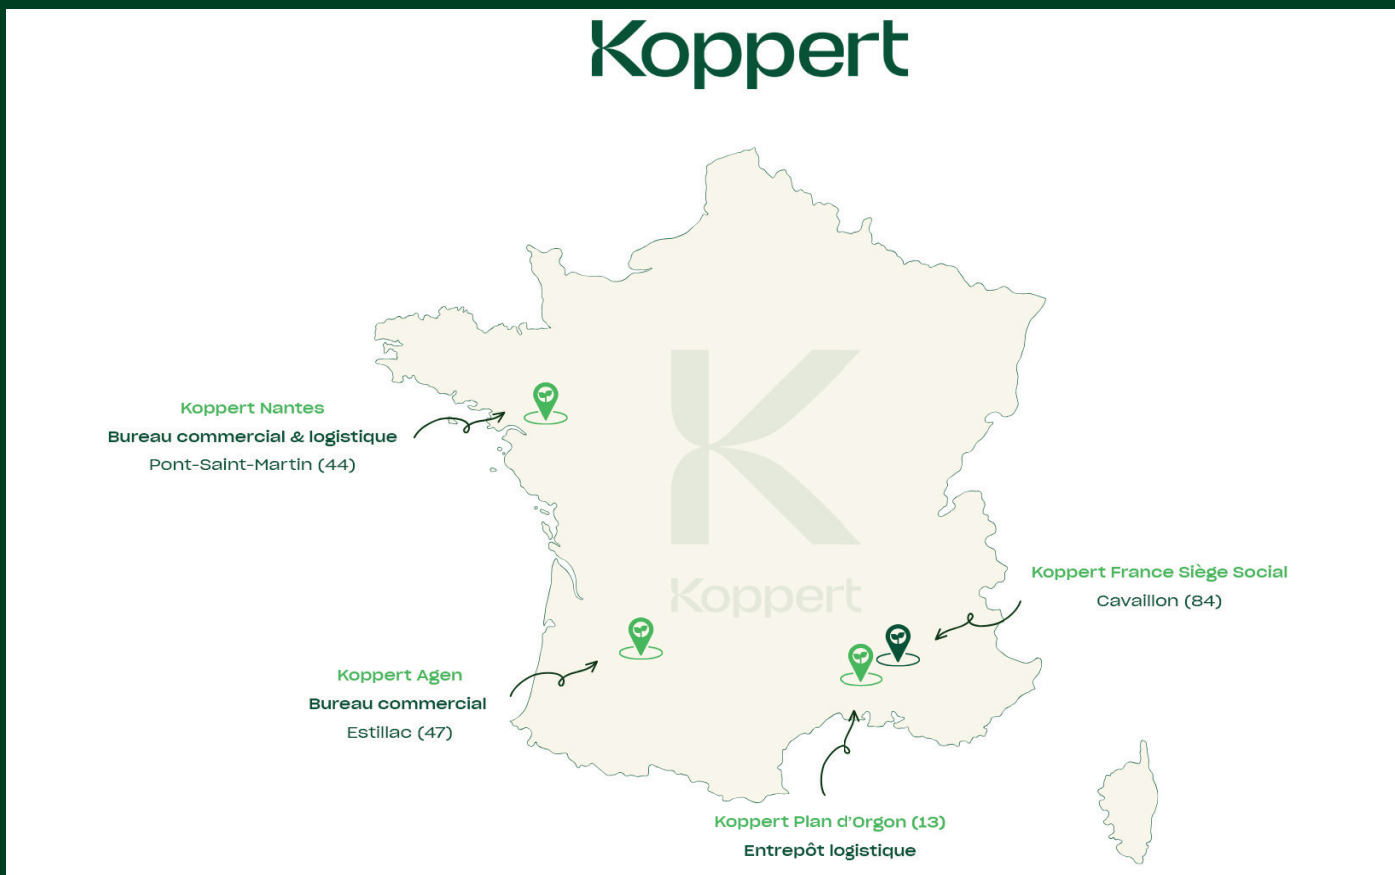 Koppert
Koppert Nantes
Bureau commercial & logistique
Pont-Saint-Martin (44)
Koppert
Koppert France Siège Social
Cavaillon (84)
Koppert Agen
Bureau commercial
Estillac (47)
Koppert Plan d'Orgon (13)
Entrepôt logistique